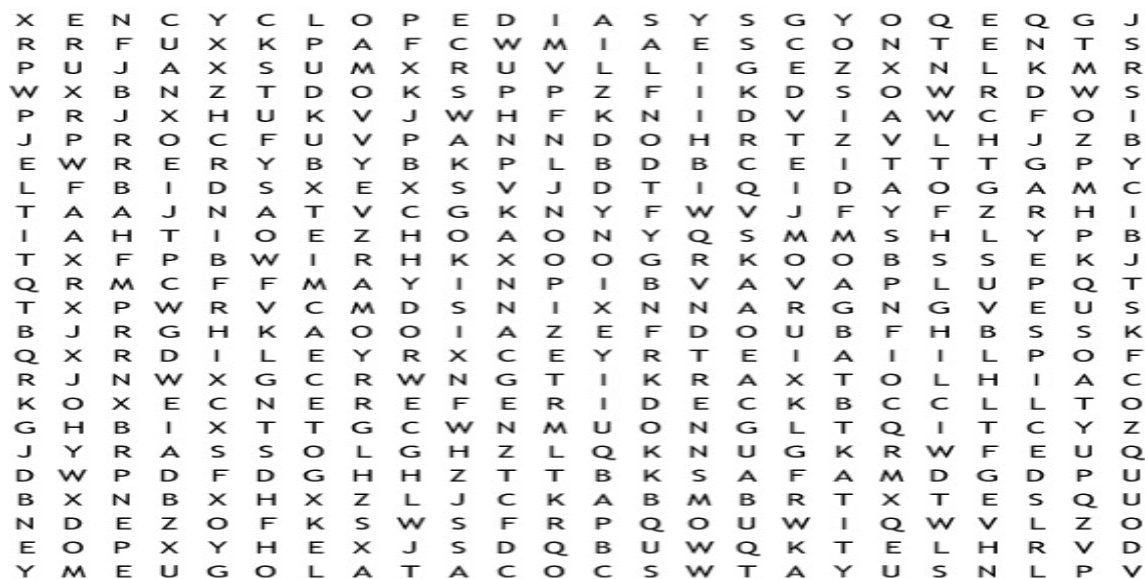 X E N C Y C L O P E D I A S Y S G Y O Q E Q G J
R R F U X K P A F C W M I A E S C O N T E N T S
P U J A X S U M X R U V L L I G E Z X N L K M R
W X B N Z T D O K S P P Z F I K D S O W R D W S
P R J X H U K V J W H F K N I D V I A W C F O I
J P R O C F U V P A N N D O H R T Z V L H J Z B
E W R E R Y B Y B K P L B D B C E I T T T G P Y
L F B I D S X E X S V J D T I Q I D A O G A M C
T A A J N A T V C G K N Y F W V J F Y F Z R H I
I A H T I O E Z H O A O N Y Q S M M S H L Y P B
T X F P B W I R H K X O O G R K O O B S S E K J
Q R M C F F M A Y I N P I B V A V A P L U P Q T
T X P W R V C M D S N I X N N A R G N G V E U S
B J R G H K A O O I A Z E F D O U B F H B S S K
Q X R D I L E Y R X C E Y R T E I A I I L P O F
R J N W X G C R W N G T I K R A X T O L H I A C
K O X E C N E R E F E R I D E C K B C C L L T O
G H B I X T T G C W N M U O N G L T Q I T C Y Z
J Y R A S S O L G H Z L Q K N U G K R W F E U Q
D W P D F D G H H Z T T B K S A F A M D G D P U
B X N B X H X Z L J C K A B M B R T X T E S Q U
N D E Z O F K S W S F R P Q O U W I Q W V L Z O
E O P X Y H E X J S D Q B U W Q K T E L H R V D
Y M E U G O L A T A C O C S W T A Y U S N L P V